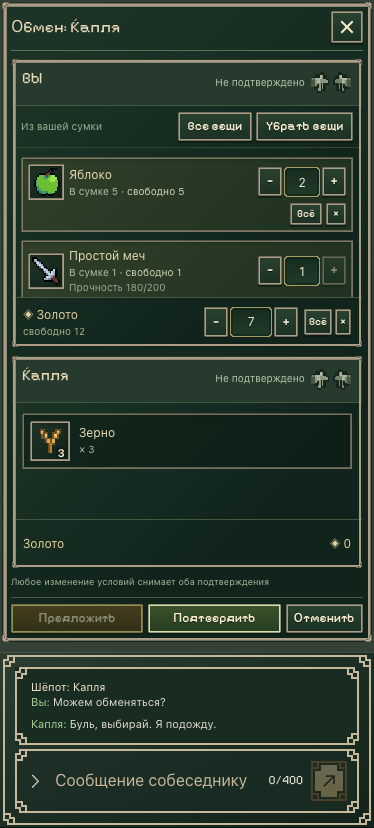 Обмен: Капля
×
ВЫ
Не подтверждено
Из вашей сумки
Все вещи
Убрать вещи
Яблоко
В сумке 5 · свободно 5
- 2 +
Всё ×
Простой меч
В сумке 1 · свободно 1
Прочность 180/200
- 1 +
Золото
свободно 12
- 7 + Всё ×
Капля
Не подтверждено
3
Зерно
× 3
Золото
0
Любое изменение условий снимает оба подтверждения
Предложить
Подтвердить
Отменить
Шёпот: Капля
Вы: Можем обменяться?
Капля: Буль, выбирай. Я подожду.
Сообщение собеседнику 0/400